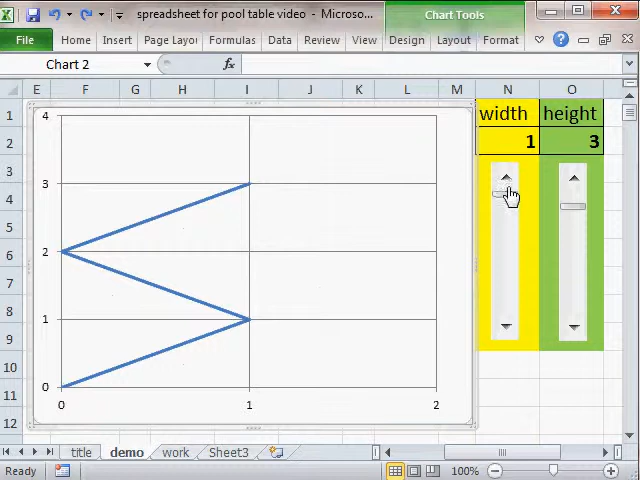 spreadsheet for pool table video - Microso... Chart Tools
File Home Insert Page Layout Formulas Data Review View Design Layout Format
Chart 2 fx
E F G H I J K L M N O
1 width height
2 1 3
3
4
5
6
7
8
9
10
11
12
4
3
2
1
0
0 1 2
title demo work Sheet3
Ready 100%